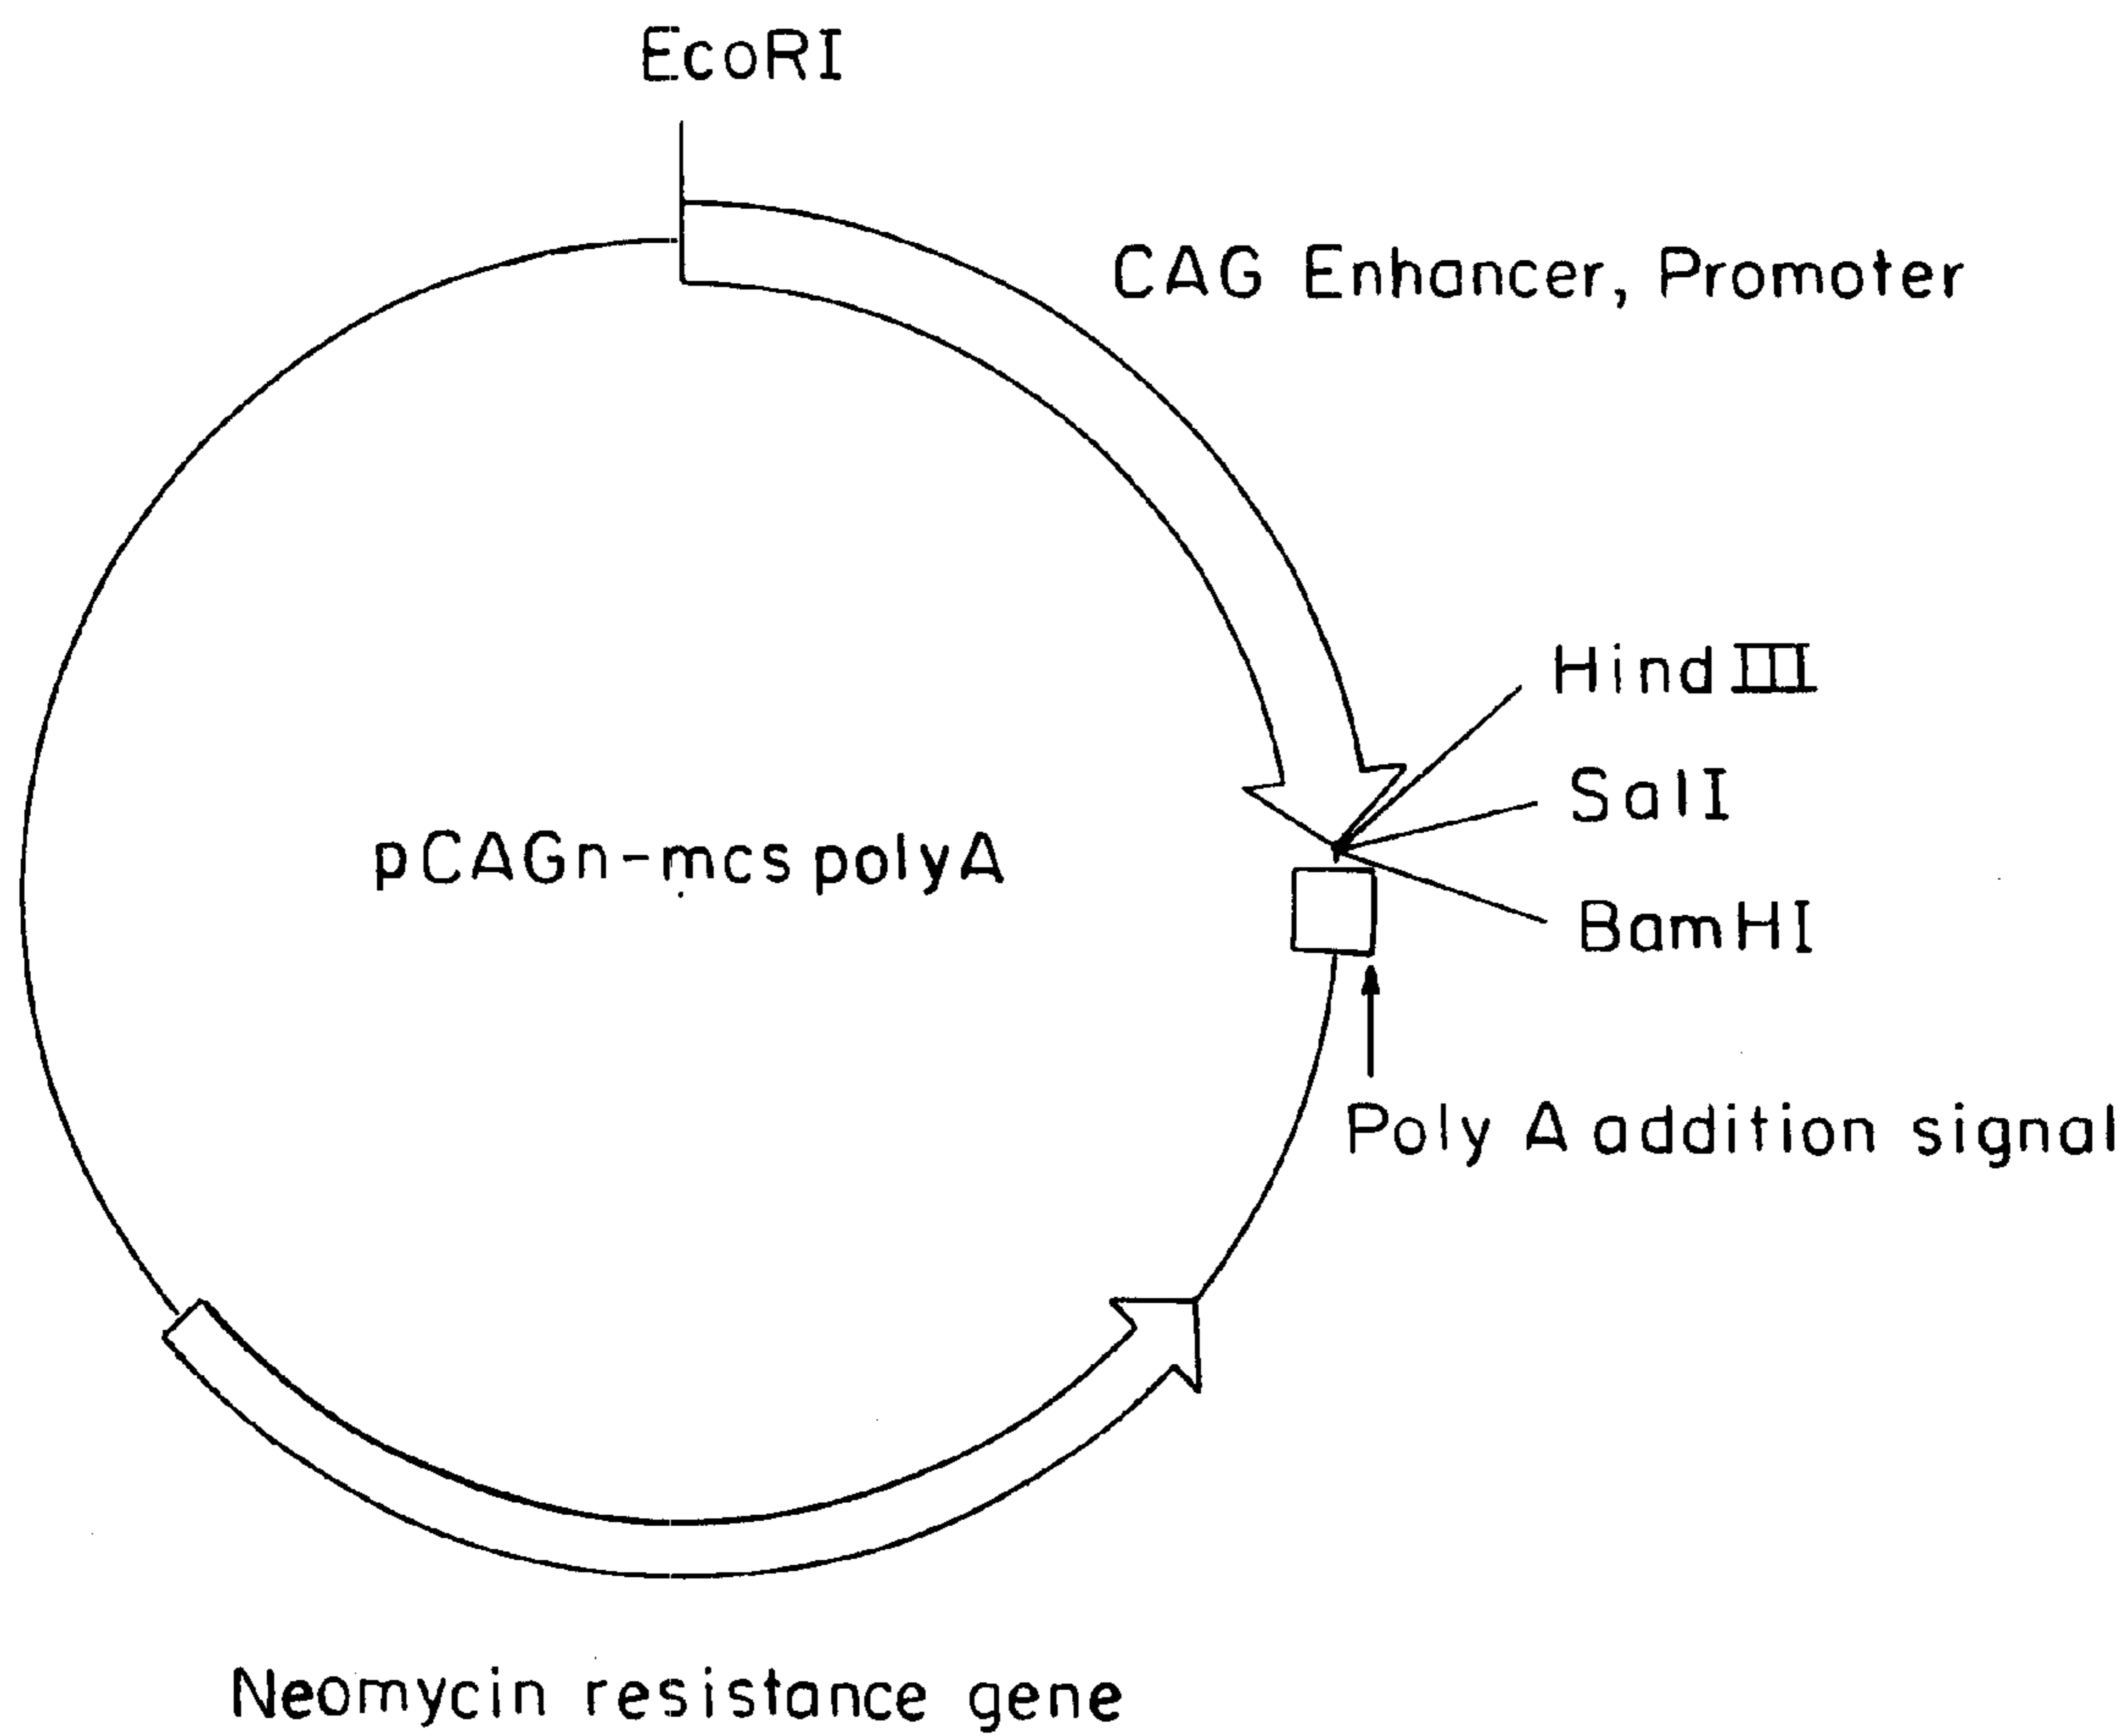 EcoRI
CAG Enhancer, Promoter
Hind III
SalI
pCAGn-mcs polyA
BamHI
Poly A addition signal
Neomycin resistance gene